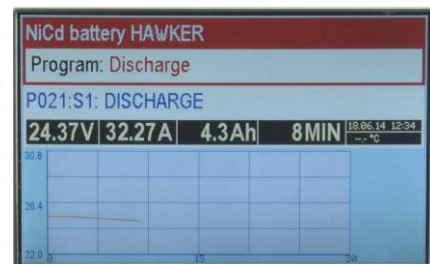 NiCd battery HAWKER
Program: Discharge
P021:S1: DISCHARGE
24.37V 32.27A 4.3Ah 8MIN 18.06.14 12:34
--.- °C
30.8
26.4
22.0
0 15 30